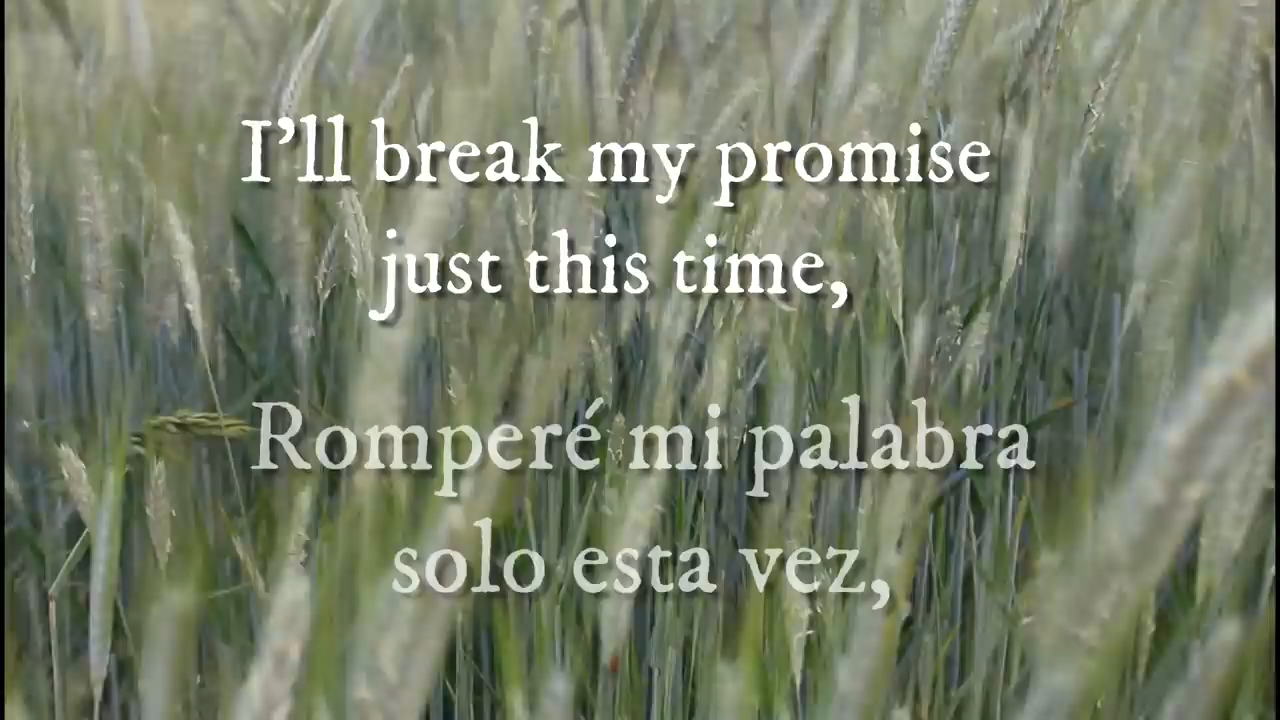 I’ll break my promise
just this time,
Romperé mi palabra
solo esta vez,